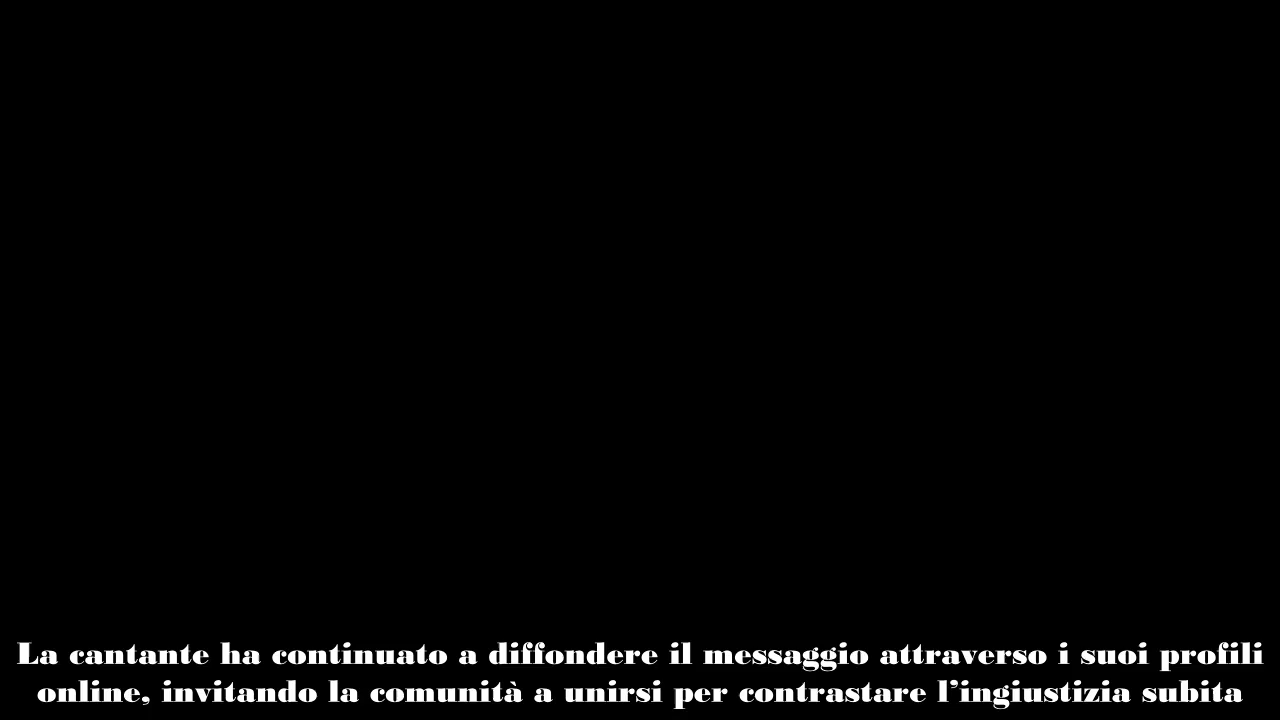 La cantante ha continuato a diffondere il messaggio attraverso i suoi profili
online, invitando la comunità a unirsi per contrastare l’ingiustizia subita